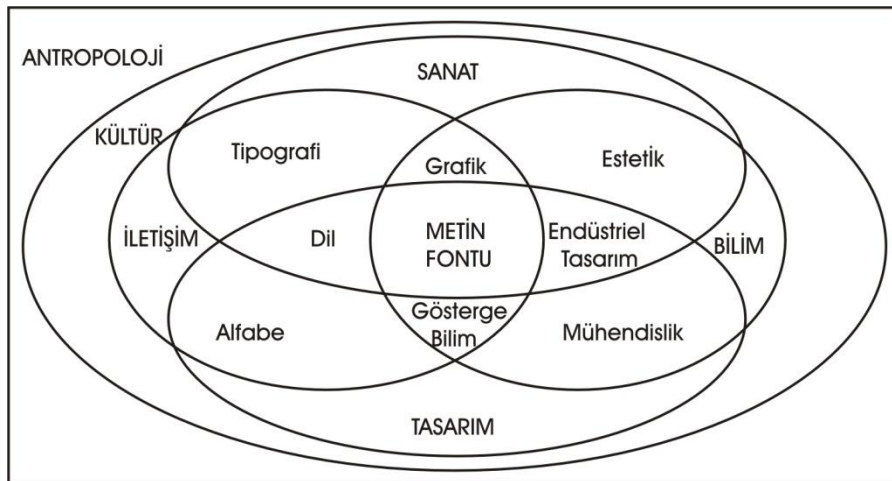 ANTROPOLOJİ
SANAT
KÜLTÜR
Tipografi
Grafik
Estetİk
İLETİŞİM
Dil
METİN
FONTU
Endüstriel
Tasarım
BİLİM
Alfabe
Gösterge
Bilim
Mühendislik
TASARIM